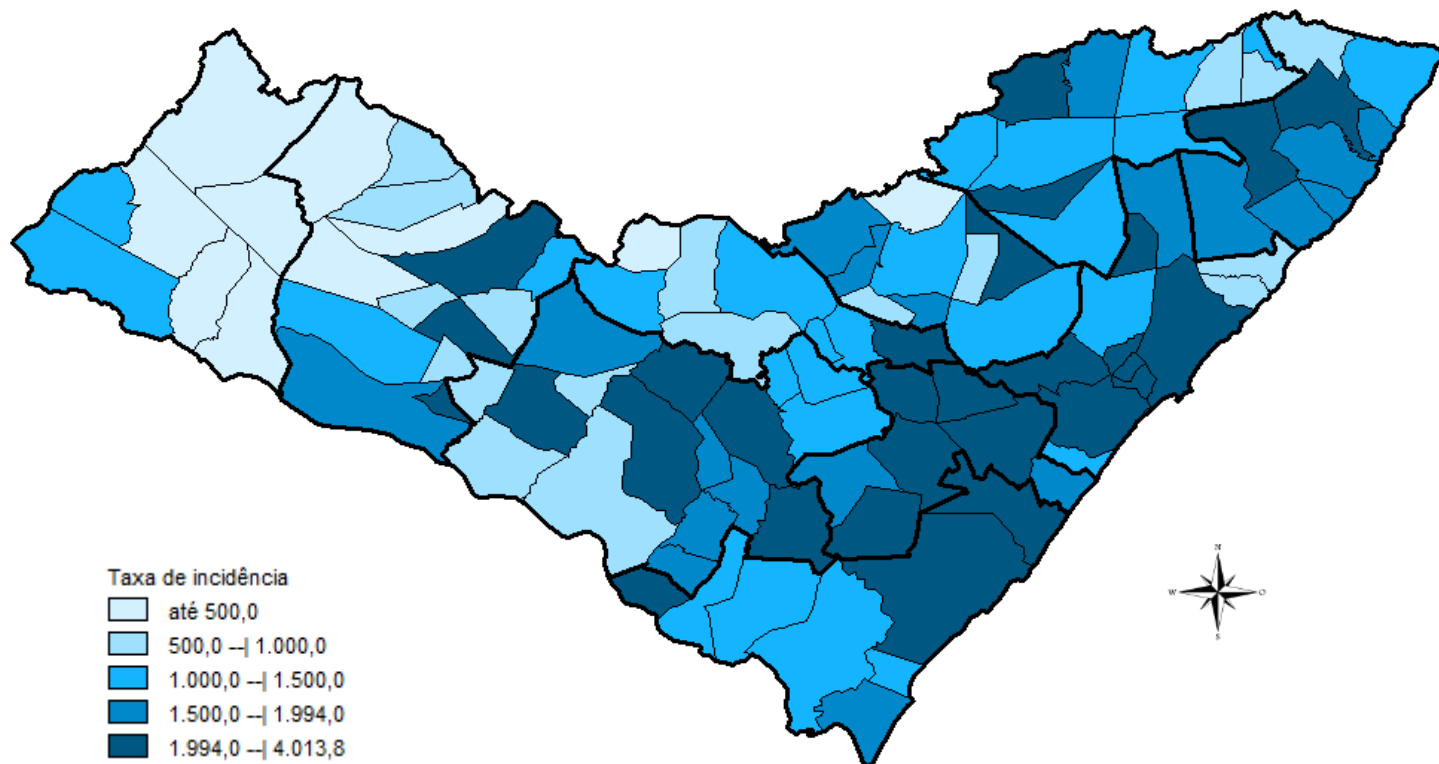 Taxa de incidência
até 500,0
500,0 --| 1.000,0
1.000,0 --| 1.500,0
1.500,0 --| 1.994,0
1.994,0 --| 4.013,8
N
W O
S